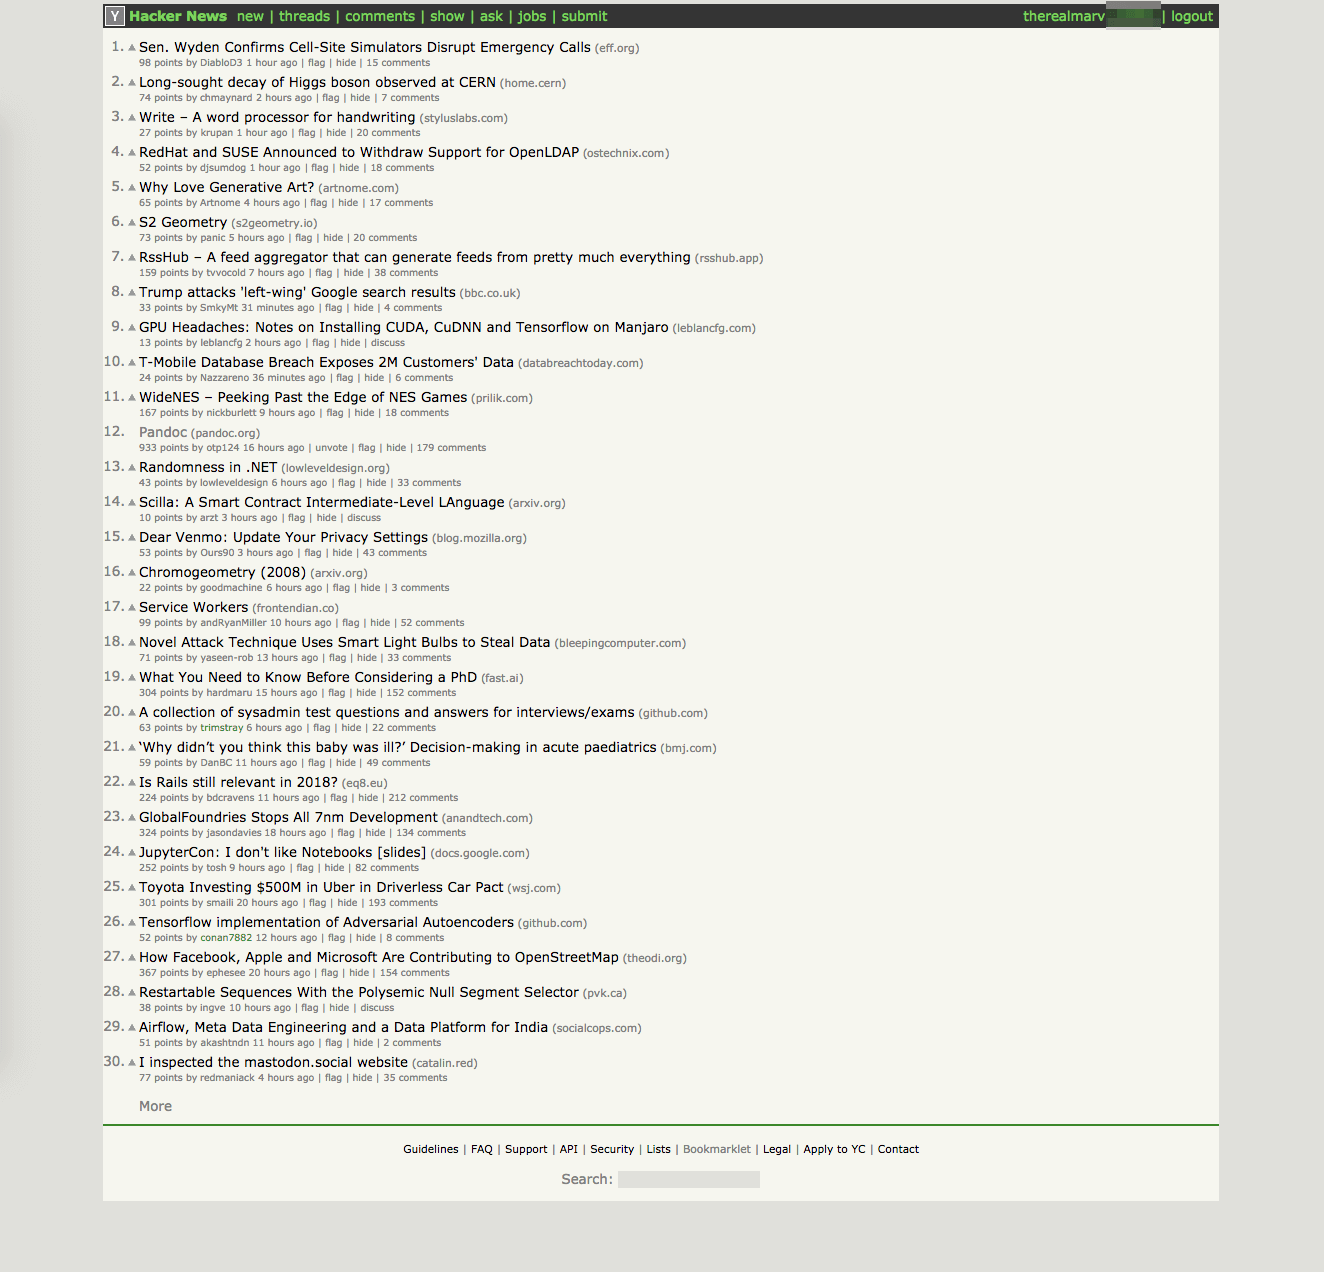 Y Hacker News new | threads | comments | show | ask | jobs | submit therealmarv | logout
1. Sen. Wyden Confirms Cell-Site Simulators Disrupt Emergency Calls (eff.org)
98 points by DiabloD3 1 hour ago | flag | hide | 15 comments
2. Long-sought decay of Higgs boson observed at CERN (home.cern)
74 points by chmaynard 2 hours ago | flag | hide | 7 comments
3. Write – A word processor for handwriting (styluslabs.com)
27 points by krupan 1 hour ago | flag | hide | 20 comments
4. RedHat and SUSE Announced to Withdraw Support for OpenLDAP (ostechnix.com)
52 points by djsumdog 1 hour ago | flag | hide | 18 comments
5. Why Love Generative Art? (artnome.com)
65 points by Artnome 4 hours ago | flag | hide | 17 comments
6. S2 Geometry (s2geometry.io)
73 points by panic 5 hours ago | flag | hide | 20 comments
7. RssHub – A feed aggregator that can generate feeds from pretty much everything (rsshub.app)
159 points by tvvocold 7 hours ago | flag | hide | 38 comments
8. Trump attacks 'left-wing' Google search results (bbc.co.uk)
33 points by SmkyMt 31 minutes ago | flag | hide | 4 comments
9. GPU Headaches: Notes on Installing CUDA, CuDNN and Tensorflow on Manjaro (leblancfg.com)
13 points by leblancfg 2 hours ago | flag | hide | discuss
10. T-Mobile Database Breach Exposes 2M Customers' Data (databreachtoday.com)
24 points by Nazzareno 36 minutes ago | flag | hide | 6 comments
11. WideNES – Peeking Past the Edge of NES Games (prilik.com)
167 points by nickburlett 9 hours ago | flag | hide | 18 comments
12. Pandoc (pandoc.org)
933 points by otp124 16 hours ago | unvote | flag | hide | 179 comments
13. Randomness in .NET (lowleveldesign.org)
43 points by lowleveldesign 6 hours ago | flag | hide | 33 comments
14. Scilla: A Smart Contract Intermediate-Level LAnguage (arxiv.org)
10 points by arzt 3 hours ago | flag | hide | discuss
15. Dear Venmo: Update Your Privacy Settings (blog.mozilla.org)
53 points by Ours90 3 hours ago | flag | hide | 43 comments
16. Chromogeometry (2008) (arxiv.org)
22 points by goodmachine 6 hours ago | flag | hide | 3 comments
17. Service Workers (frontendian.co)
99 points by andRyanMiller 10 hours ago | flag | hide | 52 comments
18. Novel Attack Technique Uses Smart Light Bulbs to Steal Data (bleepingcomputer.com)
71 points by yaseen-rob 13 hours ago | flag | hide | 33 comments
19. What You Need to Know Before Considering a PhD (fast.ai)
304 points by hardmaru 15 hours ago | flag | hide | 152 comments
20. A collection of sysadmin test questions and answers for interviews/exams (github.com)
63 points by trimstray 6 hours ago | flag | hide | 22 comments
21. ‘Why didn’t you think this baby was ill?’ Decision-making in acute paediatrics (bmj.com)
59 points by DanBC 11 hours ago | flag | hide | 49 comments
22. Is Rails still relevant in 2018? (eq8.eu)
224 points by bdcravens 11 hours ago | flag | hide | 212 comments
23. GlobalFoundries Stops All 7nm Development (anandtech.com)
324 points by jasondavies 18 hours ago | flag | hide | 134 comments
24. JupyterCon: I don't like Notebooks [slides] (docs.google.com)
252 points by tosh 9 hours ago | flag | hide | 82 comments
25. Toyota Investing $500M in Uber in Driverless Car Pact (wsj.com)
301 points by smaili 20 hours ago | flag | hide | 193 comments
26. Tensorflow implementation of Adversarial Autoencoders (github.com)
52 points by conan7882 12 hours ago | flag | hide | 8 comments
27. How Facebook, Apple and Microsoft Are Contributing to OpenStreetMap (theodi.org)
367 points by ephesee 20 hours ago | flag | hide | 154 comments
28. Restartable Sequences With the Polysemic Null Segment Selector (pvk.ca)
38 points by ingve 10 hours ago | flag | hide | discuss
29. Airflow, Meta Data Engineering and a Data Platform for India (socialcops.com)
51 points by akashtndn 11 hours ago | flag | hide | 2 comments
30. I inspected the mastodon.social website (catalin.red)
77 points by redmaniack 4 hours ago | flag | hide | 35 comments
More
Guidelines | FAQ | Support | API | Security | Lists | Bookmarklet | Legal | Apply to YC | Contact
Search: